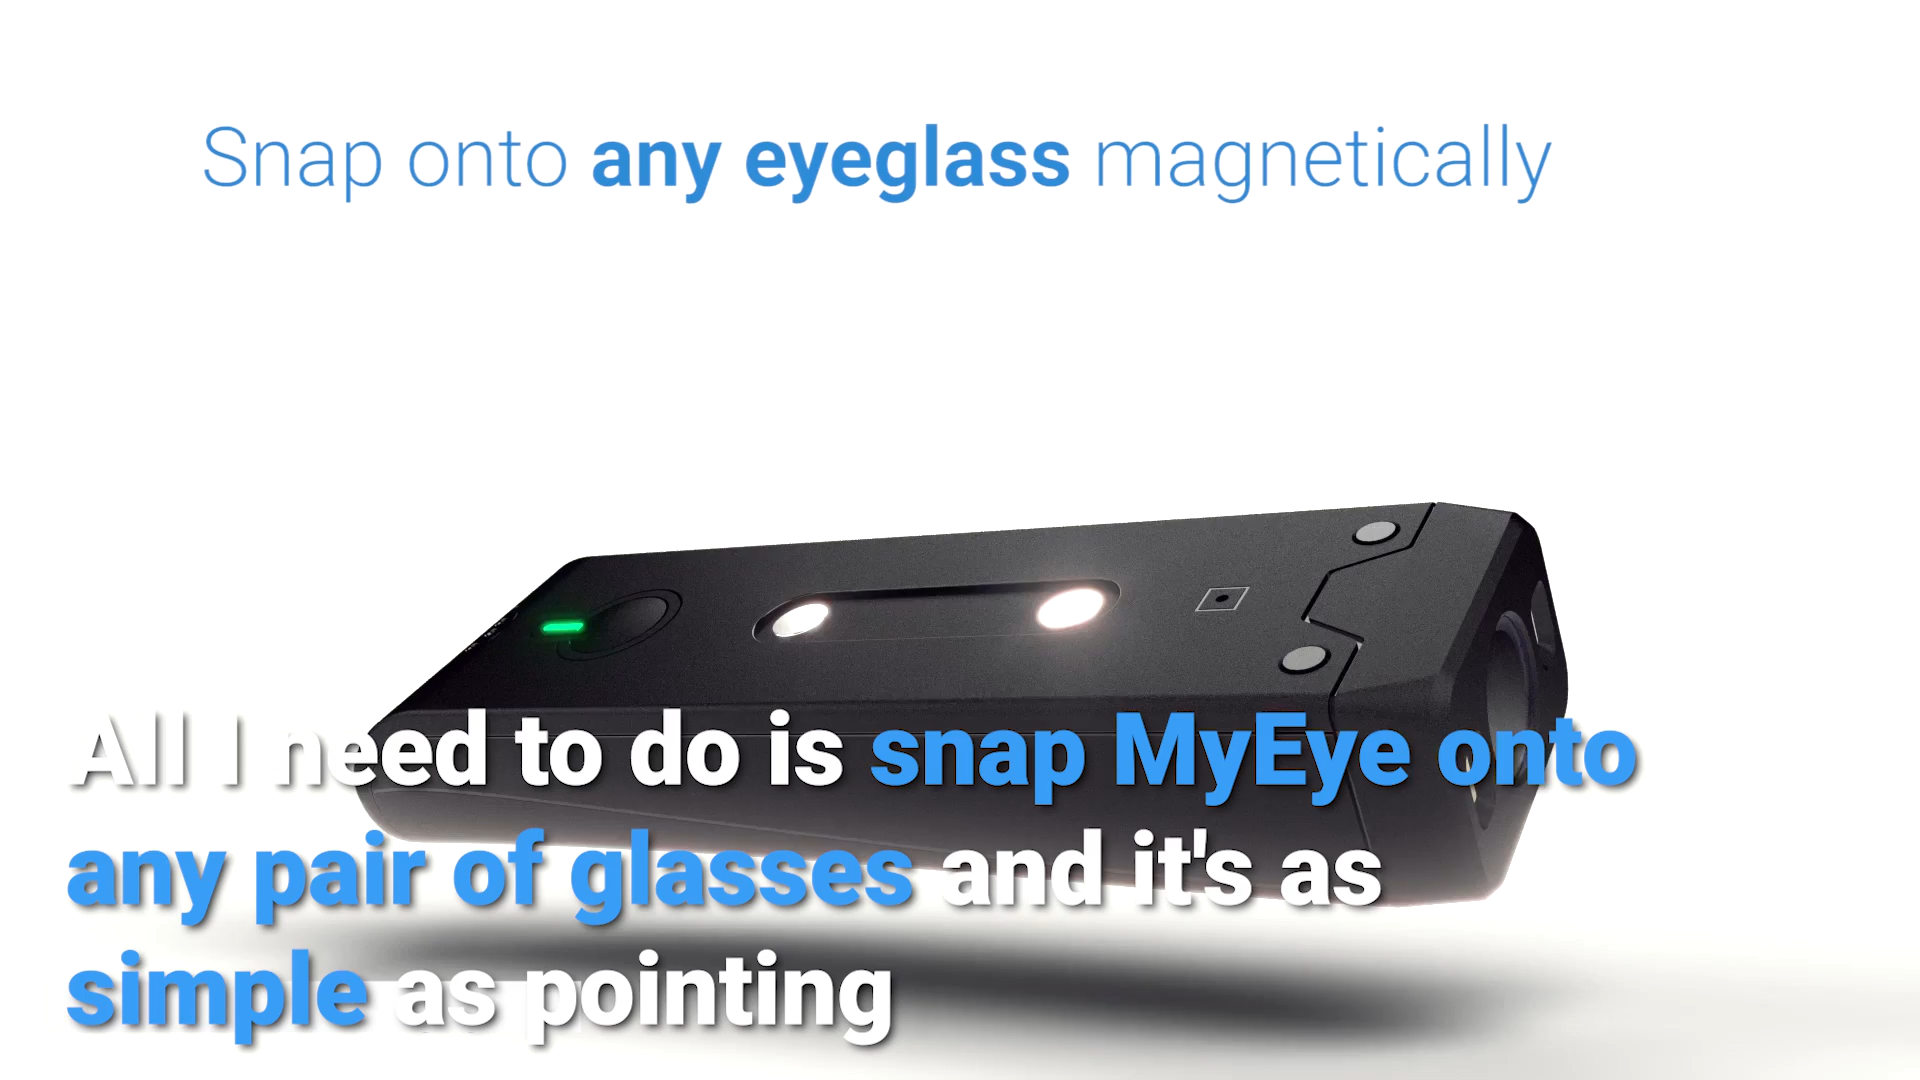 Snap onto any eyeglass magnetically
All I need to do is snap MyEye onto
any pair of glasses and it's as
simple as pointing